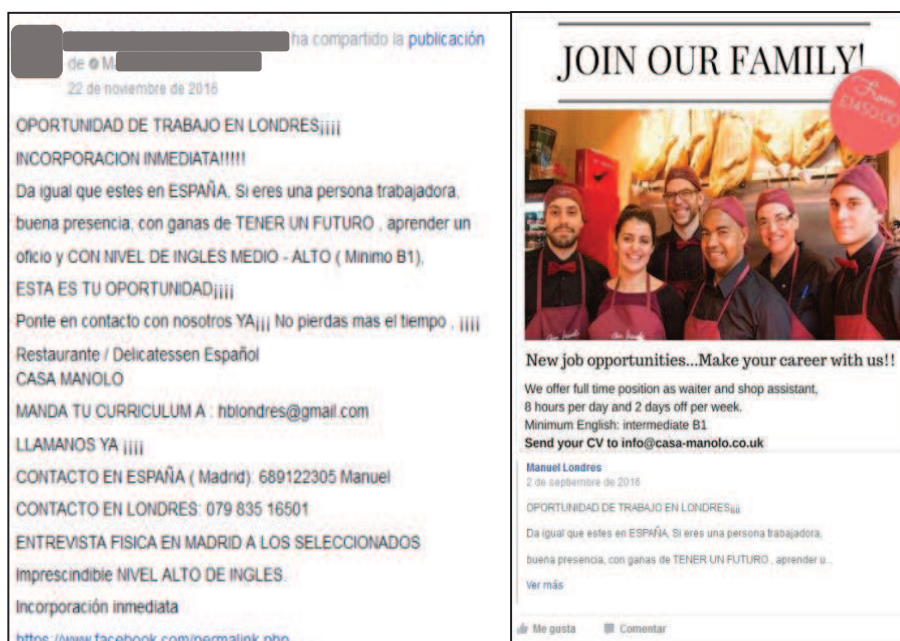 ha compartido la publicación
de M
22 de noviembre de 2016
OPORTUNIDAD DE TRABAJO EN LONDRES¡¡¡¡
INCORPORACION INMEDIATA!!!!!
Da igual que estes en ESPAÑA, Si eres una persona trabajadora,
buena presencia, con ganas de TENER UN FUTURO , aprender un
oficio y CON NIVEL DE INGLES MEDIO - ALTO ( Minimo B1),
ESTA ES TU OPORTUNIDAD¡¡¡¡
Ponte en contacto con nosotros YA¡¡¡ No pierdas mas el tiempo , ¡¡¡¡
Restaurante / Delicatessen Español
CASA MANOLO
MANDA TU CURRICULUM A : hblondres@gmail.com
LLAMANOS YA ¡¡¡¡
CONTACTO EN ESPAÑA ( Madrid): 689122305 Manuel
CONTACTO EN LONDRES: 079 835 16501
ENTREVISTA FISICA EN MADRID A LOS SELECCIONADOS
Imprescindible NIVEL ALTO DE INGLES.
Incorporación inmediata
https://www.facebook.com/permalink.php
JOIN OUR FAMILY!
From
£1450.00
New job opportunities...Make your career with us!!
We offer full time position as waiter and shop assistant,
8 hours per day and 2 days off per week.
Minimum English: intermediate B1
Send your CV to info@casa-manolo.co.uk
Manuel Londres
2 de septiembre de 2016
OPORTUNIDAD DE TRABAJO EN LONDRES¡¡¡
Da igual que estes en ESPAÑA, Si eres una persona trabajadora,
buena presencia, con ganas de TENER UN FUTURO , aprender u...
Ver más
Me gusta Comentar